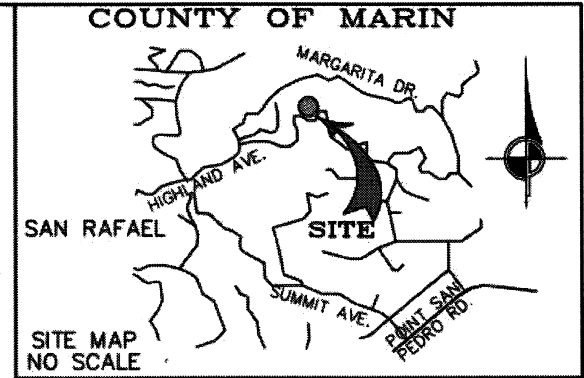 COUNTY OF MARIN
MARGARITA DR.
HIGHLAND AVE.
SAN RAFAEL
SITE
SUMMIT AVE.
POINT SAN
PEDRO RD.
SITE MAP
NO SCALE